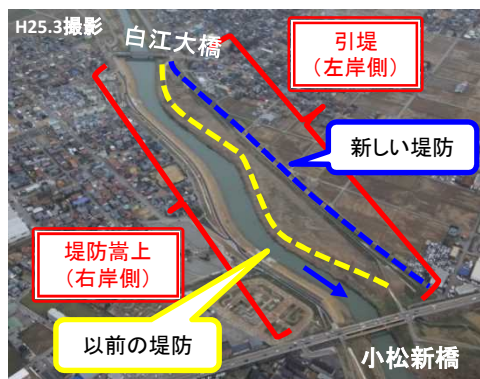 H25.3撮影
白江大橋
引堤
（左岸側）
新しい堤防
堤防嵩上
（右岸側）
以前の堤防
小松新橋